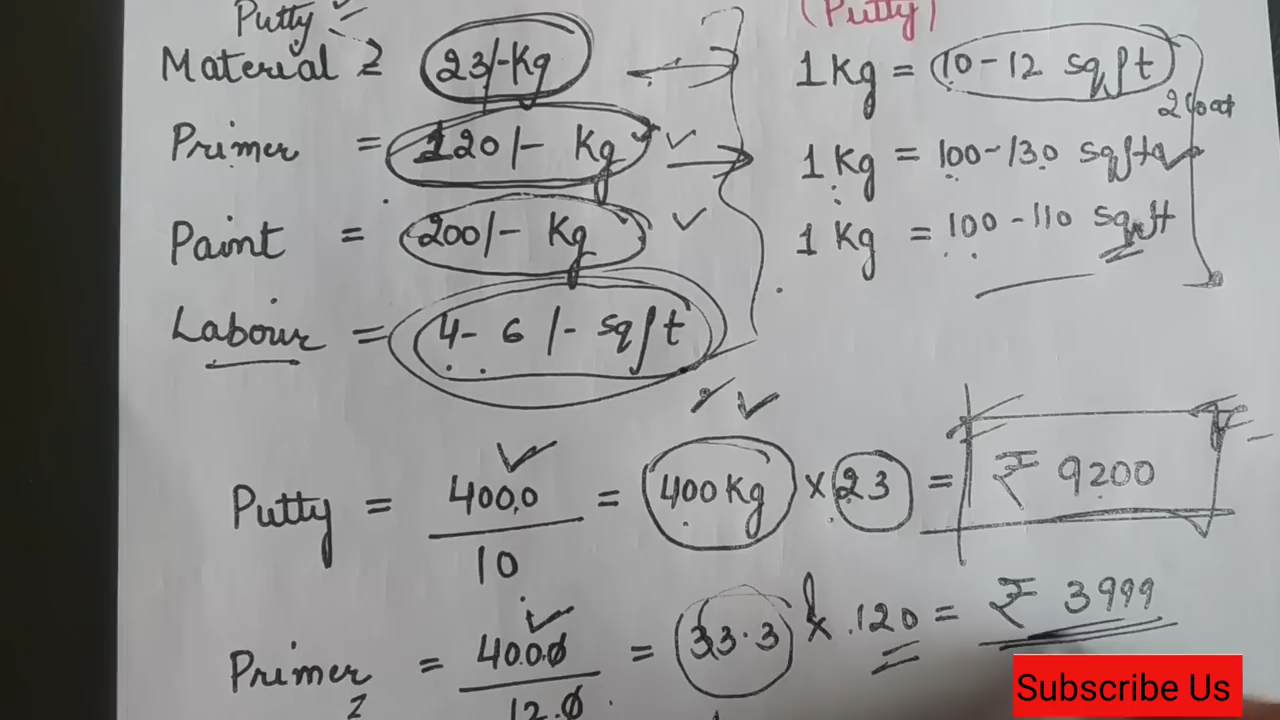 Putty
(Putty)
Material 23/-Kg
1 Kg = 10-12 sqft
2 Coat
Primer = 120/- Kg
1 Kg = 100-130 sqft
Paint = 200/- Kg
1 Kg = 100-110 sqft
Labour = 4-6/- sqft
Putty = 4000 / 10 = 400 Kg x 23 = ₹ 9200
Primer = 4000 / 120 = 33.3 x 120 = ₹ 3999
Subscribe Us